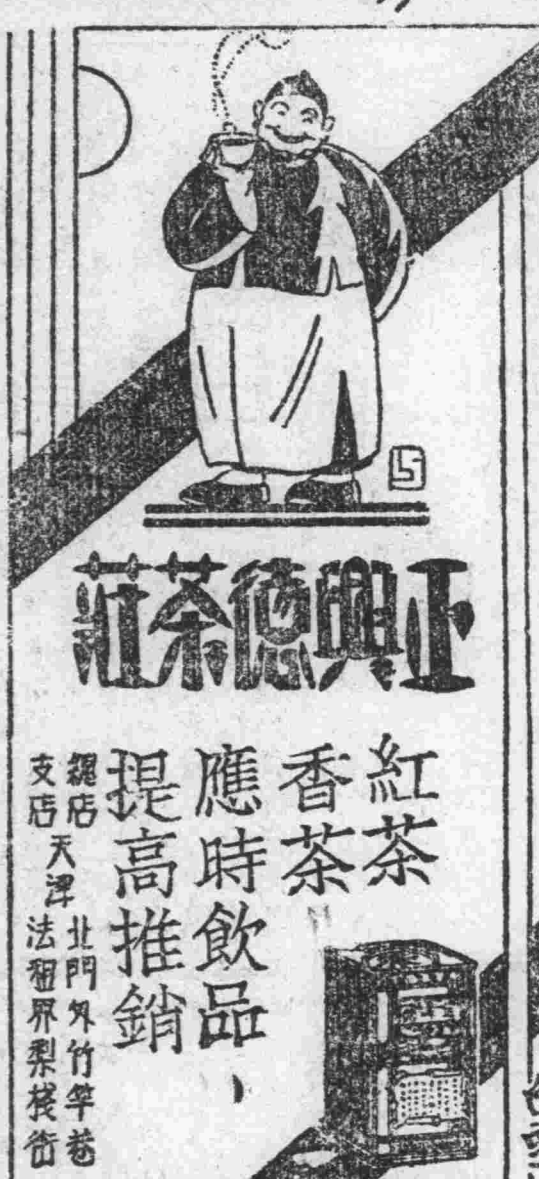 正興德茶莊
紅茶
香茶
應時飲品，
提高推銷
總店
支店
天津
北門外竹竿巷
法租界梨棧街